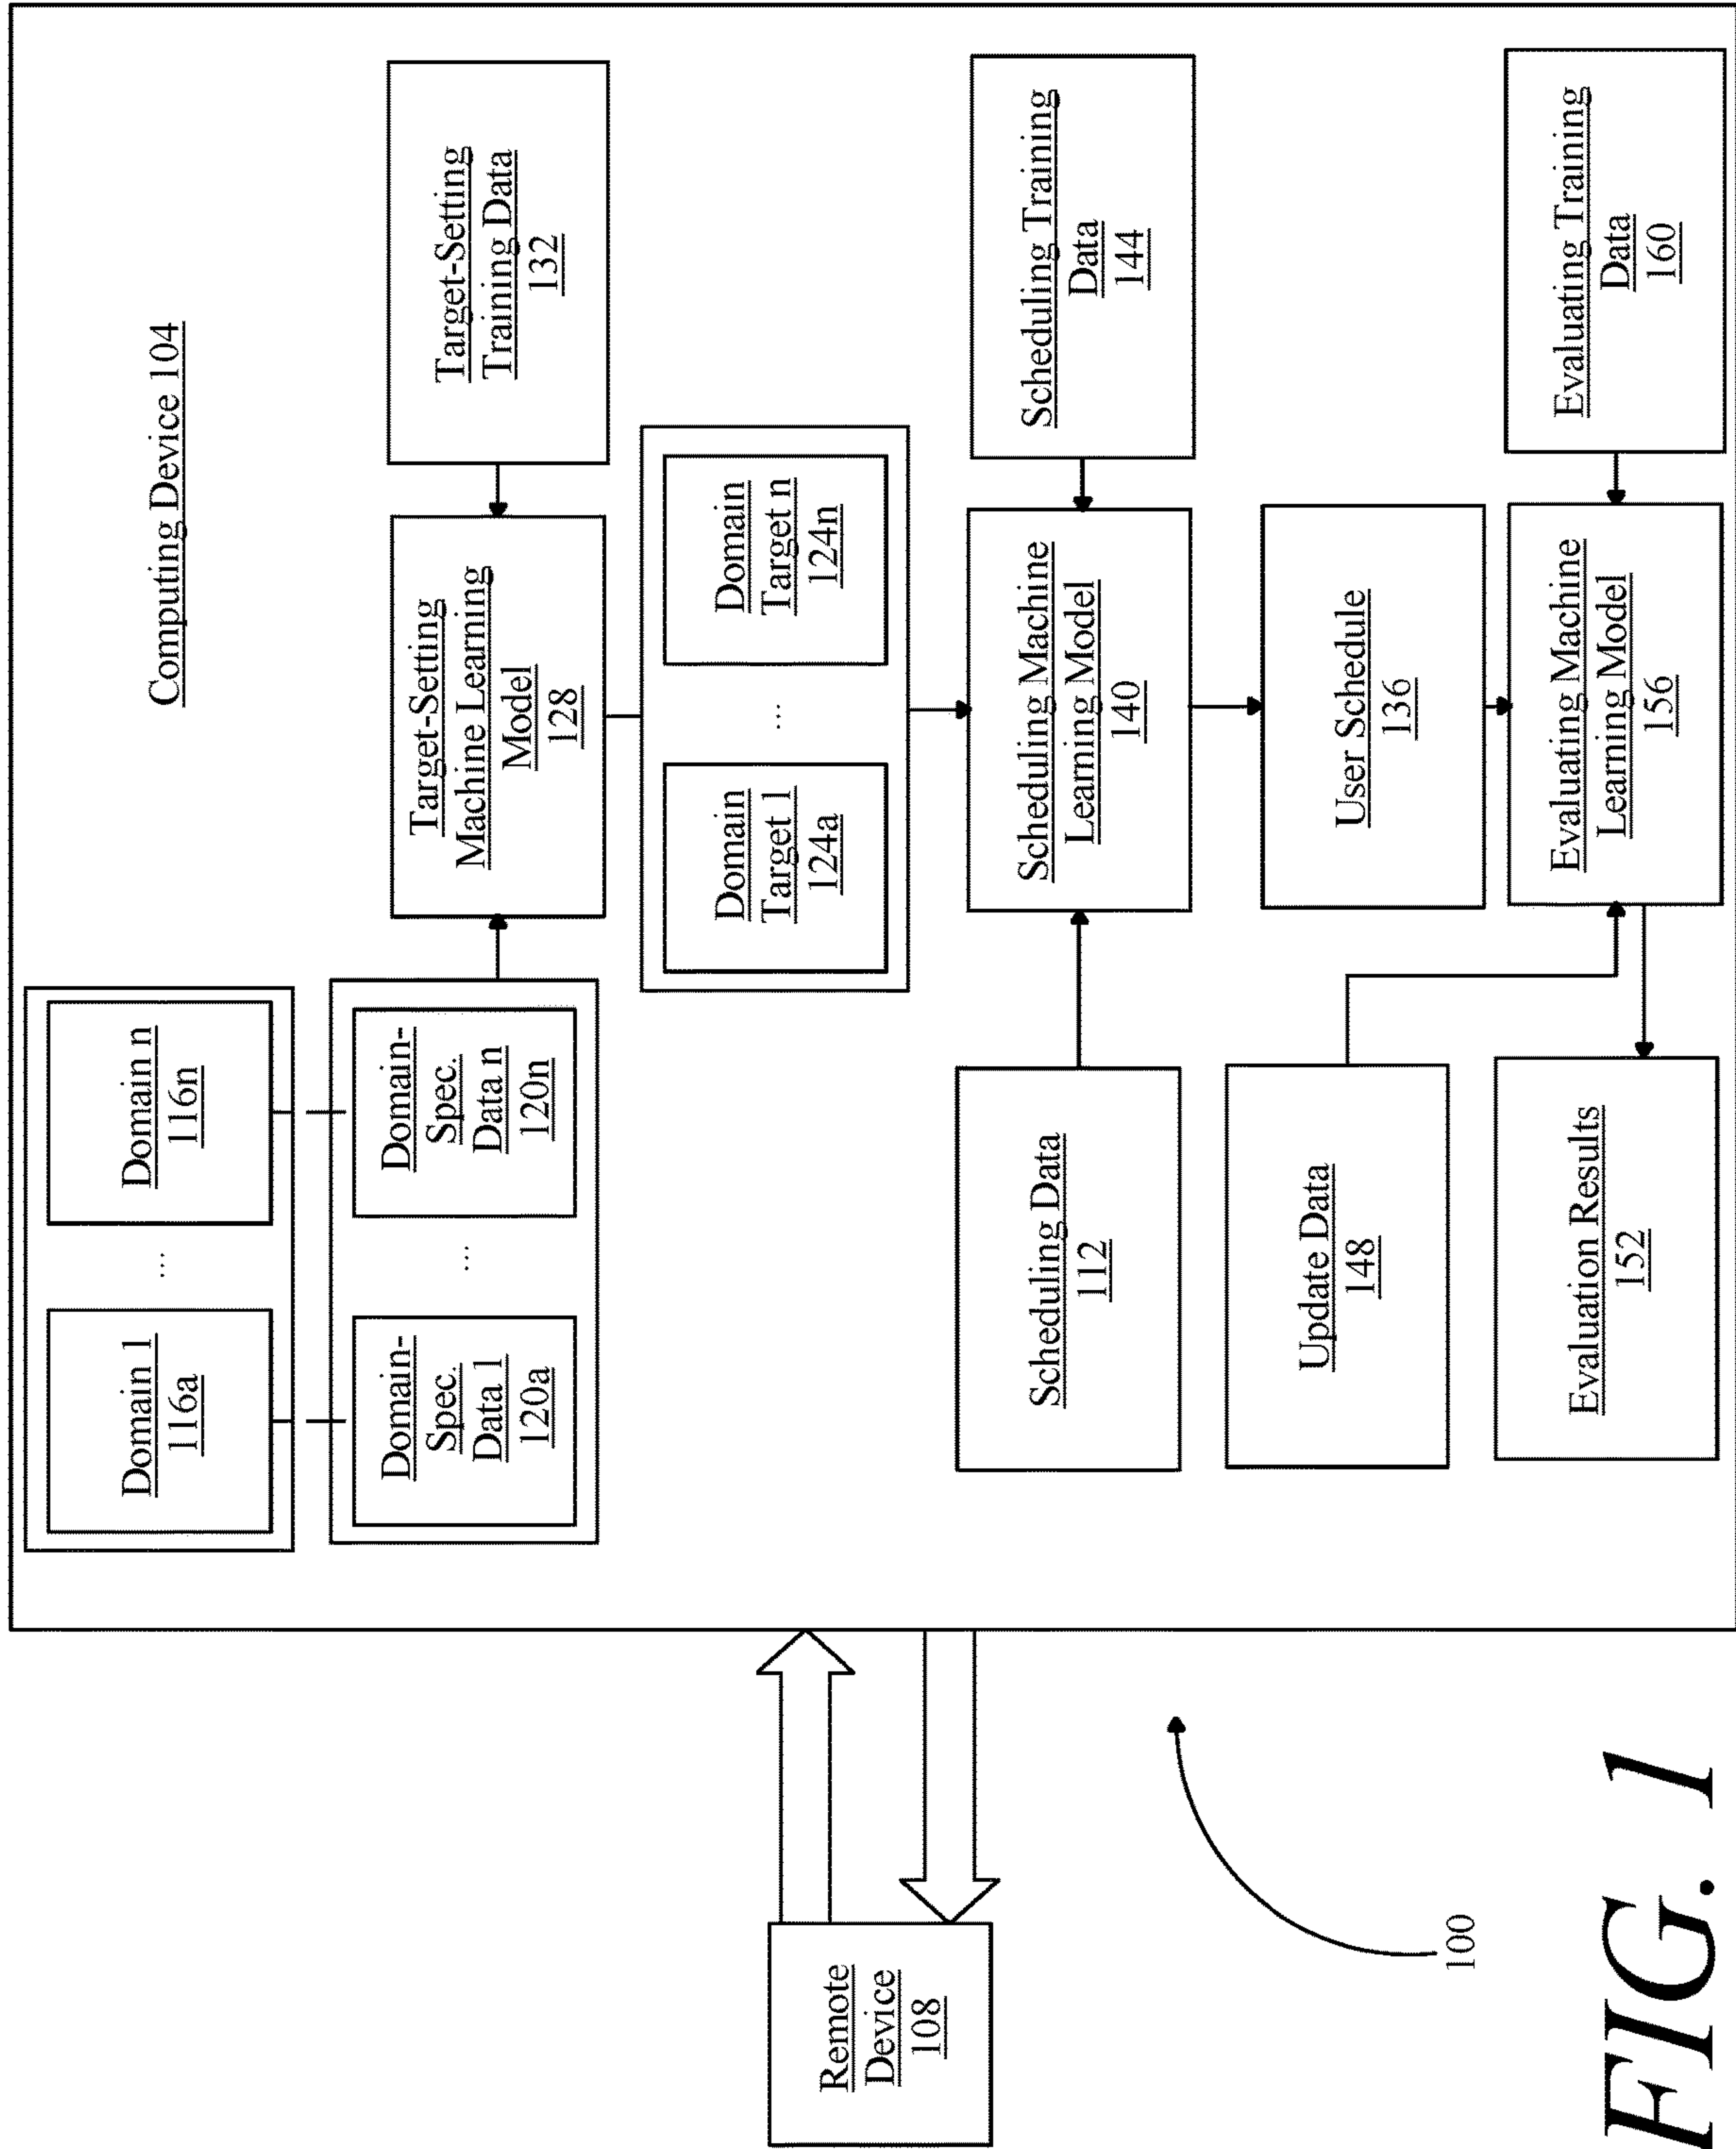 Computing Device 104
Domain 1
116a
...
Domain n
116n
Domain-
Spec.
Data 1
120a
...
Domain-
Spec.
Data n
120n
Target-Setting
Machine Learning
Model
128
Target-Setting
Training Data
132
Domain
Target 1
124a
...
Domain
Target n
124n
Remote
Device
108
Scheduling Data
112
Scheduling Machine
Learning Model
140
Scheduling Training
Data
144
Update Data
148
User Schedule
136
Evaluation Results
152
Evaluating Machine
Learning Model
156
Evaluating Training
Data
160
100
FIG. 1